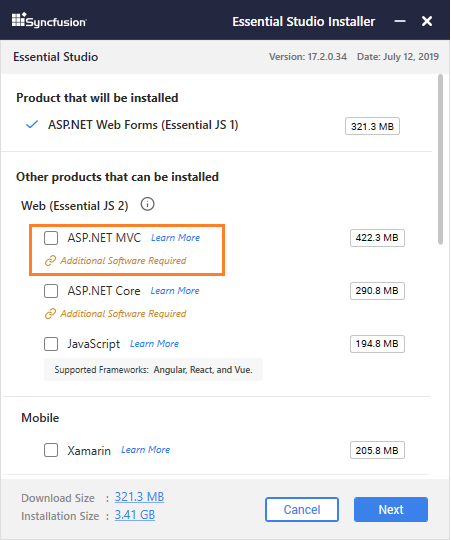 Syncfusion Essential Studio Installer
Essential Studio Version: 17.2.0.34 Date: July 12, 2019
Product that will be installed
ASP.NET Web Forms (Essential JS 1) 321.3 MB
Other products that can be installed
Web (Essential JS 2)
ASP.NET MVC Learn More 422.3 MB
Additional Software Required
ASP.NET Core Learn More 290.8 MB
Additional Software Required
JavaScript Learn More 194.8 MB
Supported Frameworks: Angular, React, and Vue.
Mobile
Xamarin Learn More 205.8 MB
Download Size : 321.3 MB
Installation Size : 3.41 GB
Cancel Next